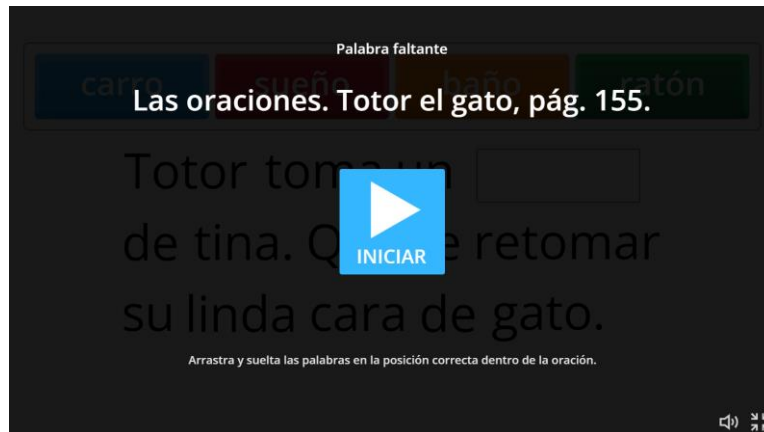 Palabra faltante
carro sueño baño ratón
Las oraciones. Totor el gato, pág. 155.
Totor toma un
INICIAR
de tina. Q e retomar
su linda cara de gato.
Arrastra y suelta las palabras en la posición correcta dentro de la oración.